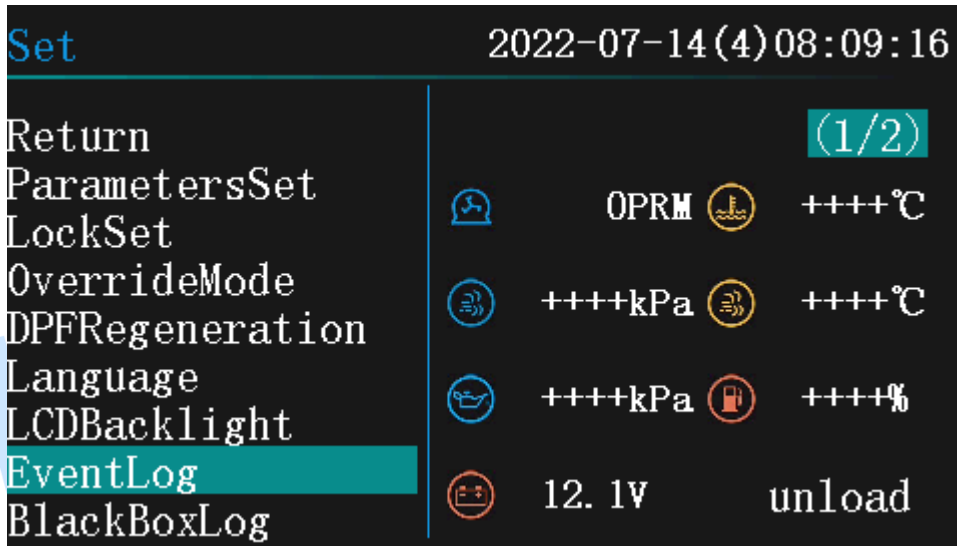 Set
2022-07-14(4)08:09:16
Return
ParametersSet
LockSet
OverrideMode
DPFRegeneration
Language
LCDBacklight
EventLog
BlackBoxLog
(1/2)
0PRM ++++℃
++++kPa ++++℃
++++kPa ++++%
12.1V unload